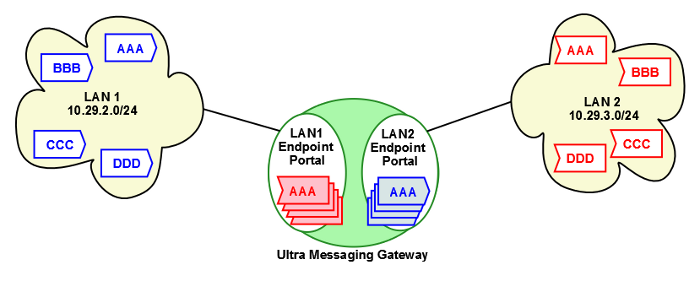 AAA
BBB
LAN 1
10.29.2.0/24
CCC
DDD
LAN1
Endpoint
Portal
AAA
LAN2
Endpoint
Portal
AAA
Ultra Messaging Gateway
AAA
BBB
LAN 2
10.29.3.0/24
CCC
DDD